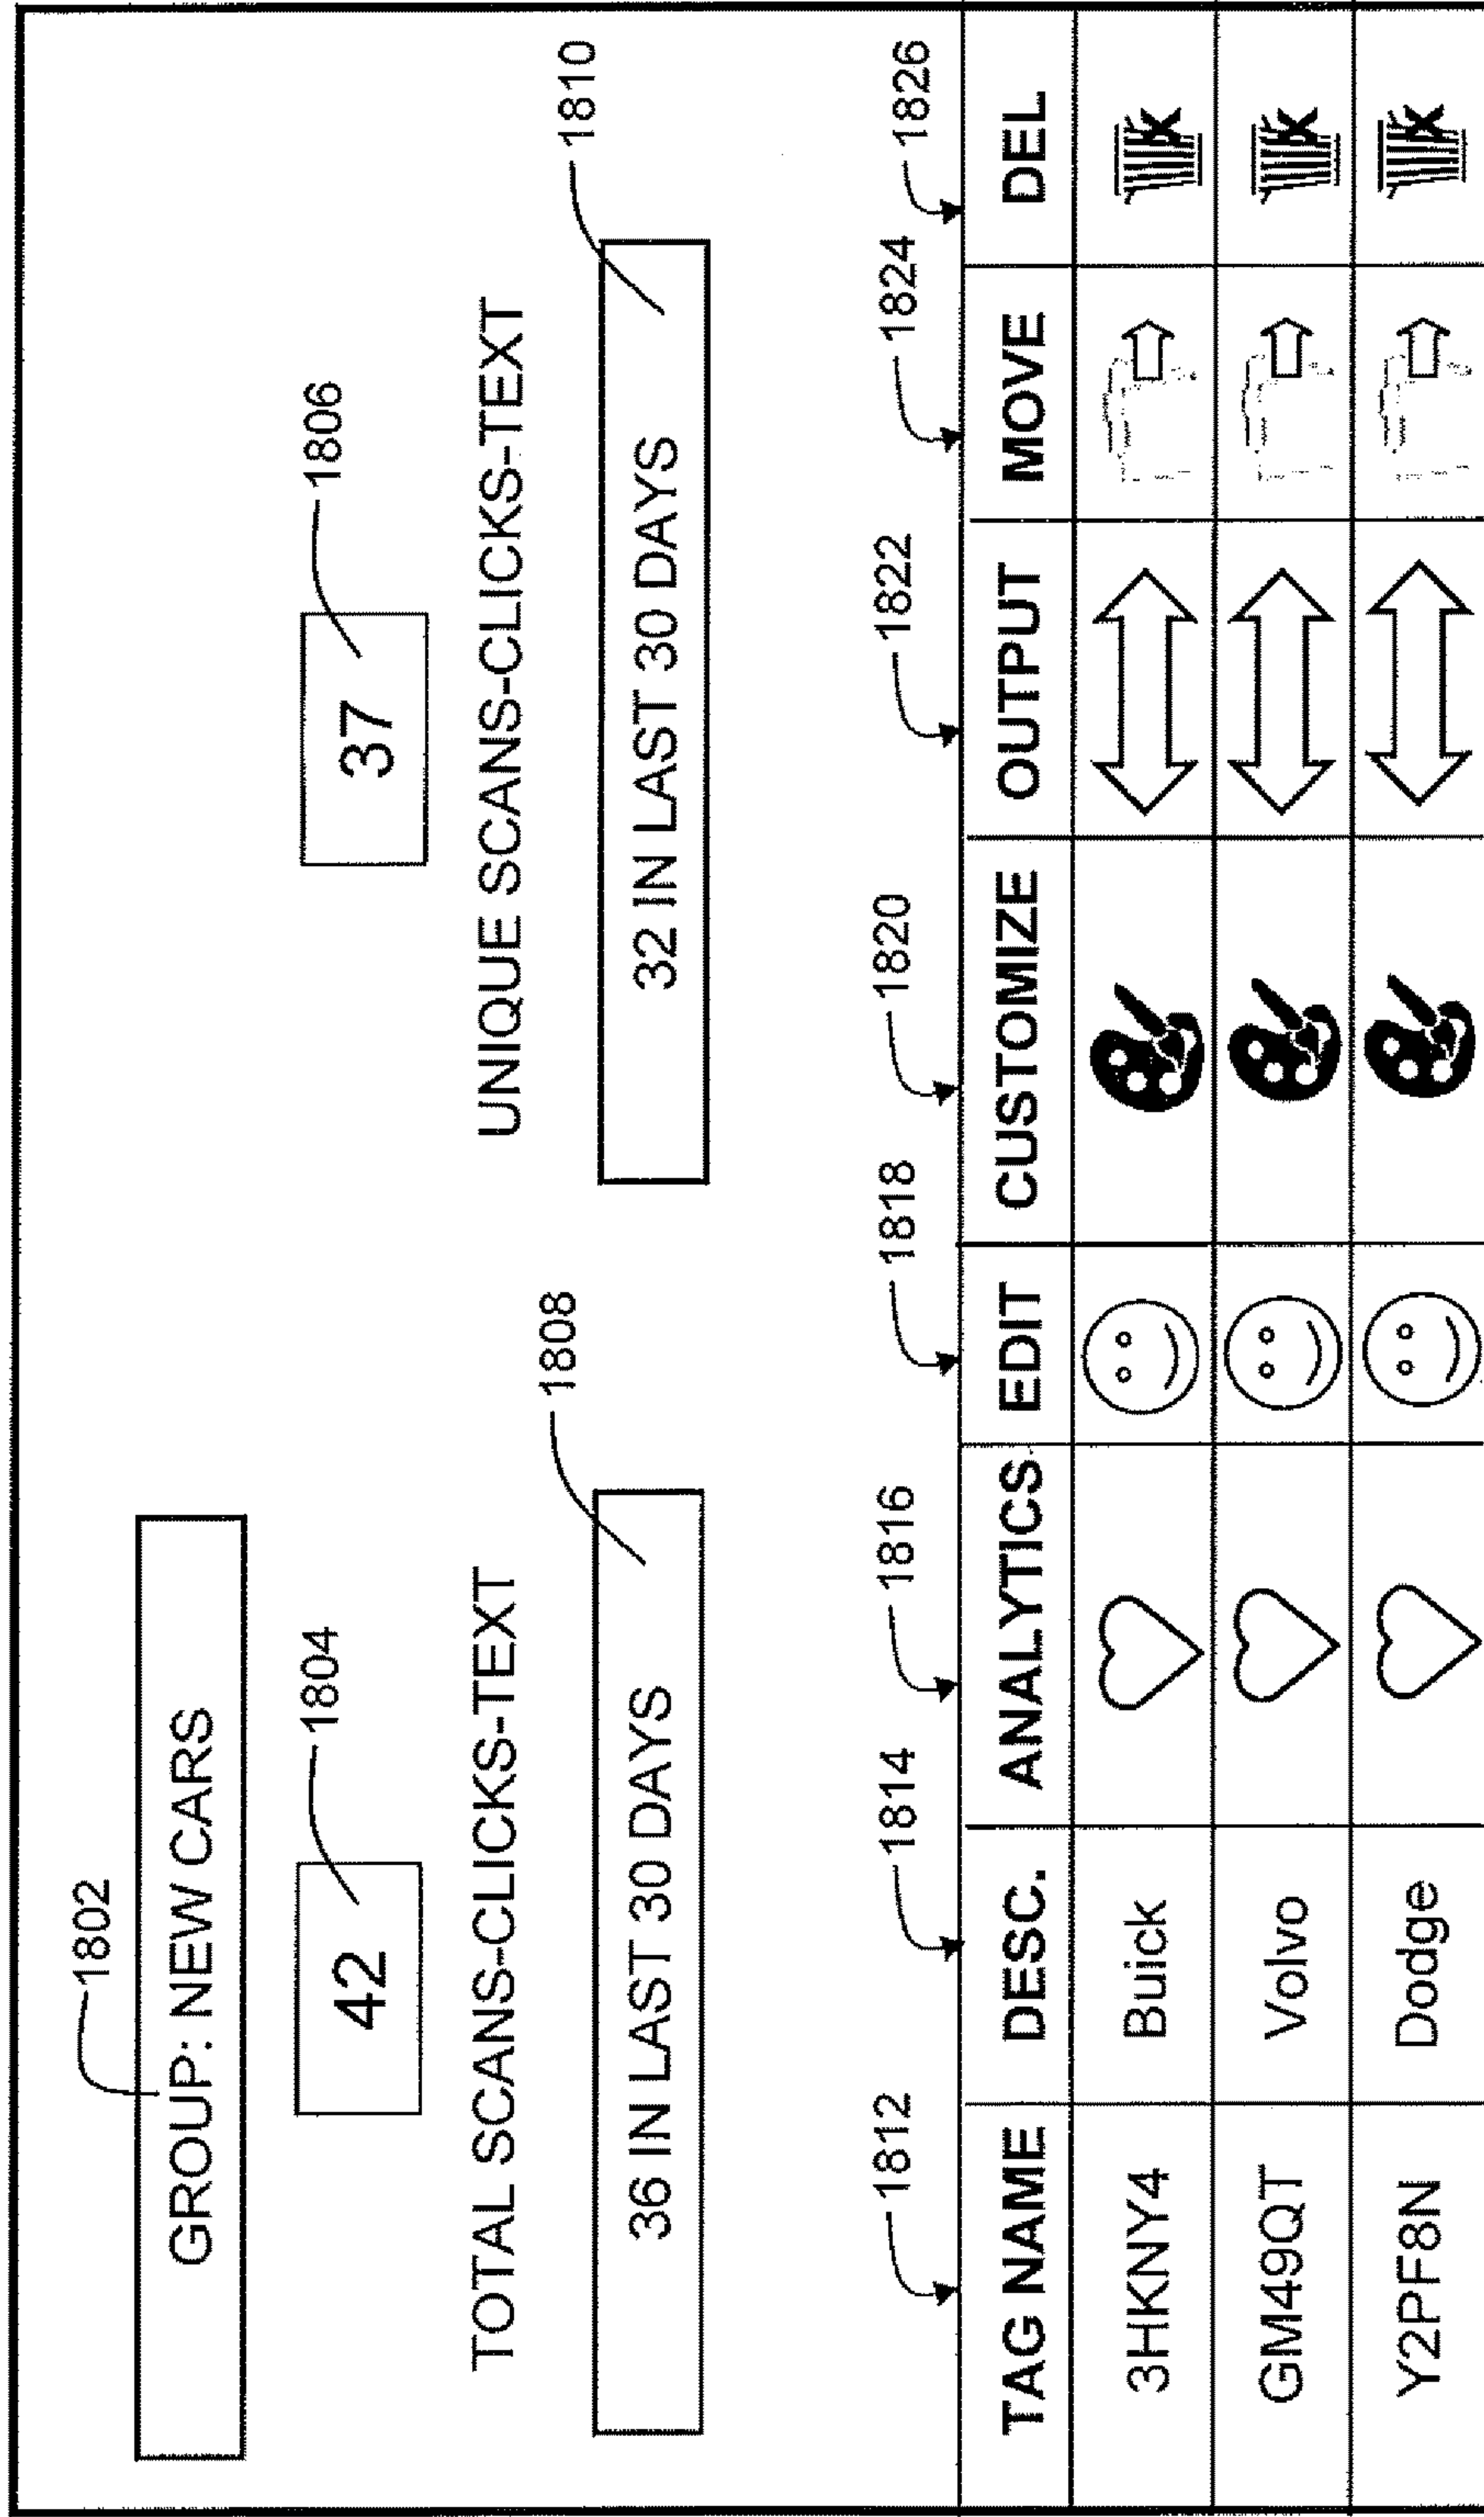 1802
GROUP: NEW CARS
1804
1806
42
37
TOTAL SCANS-CLICKS-TEXT
UNIQUE SCANS-CLICKS-TEXT
1808
1810
36 IN LAST 30 DAYS
32 IN LAST 30 DAYS
1812 1814 1816 1818 1820 1822 1824 1826
TAG NAME DESC. ANALYTICS EDIT CUSTOMIZE OUTPUT MOVE DEL
3HKNY4 Buick
GM49QT Volvo
Y2PF8N Dodge